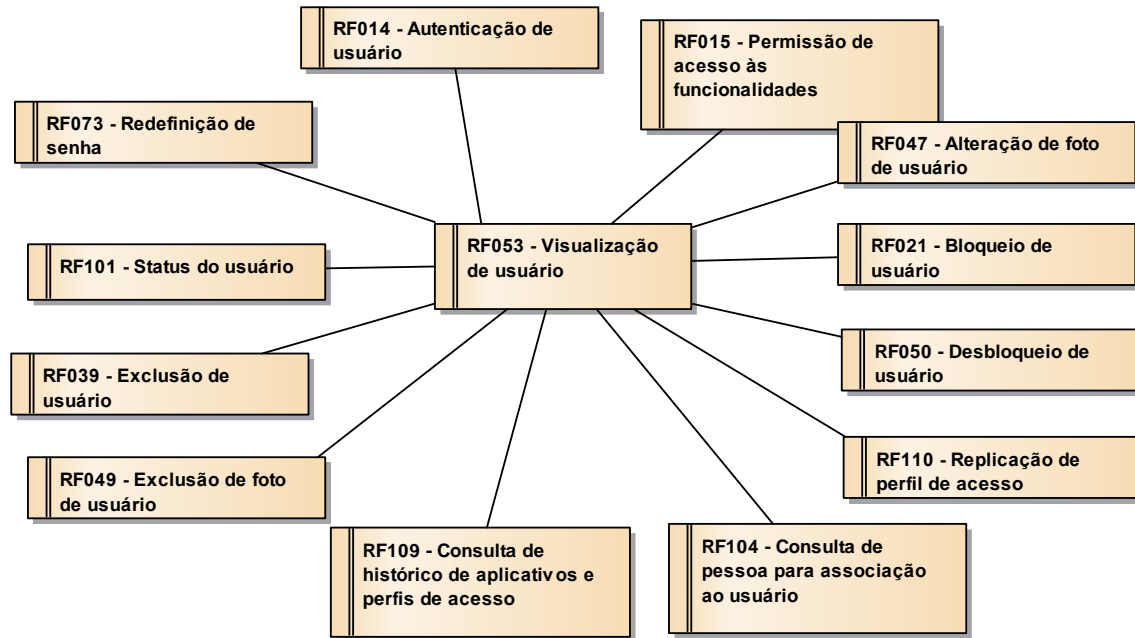 RF014 - Autenticação de
usuário
RF015 - Permissão de
acesso às
funcionalidades
RF073 - Redefinição de
senha
RF047 - Alteração de foto
de usuário
RF053 - Visualização
de usuário
RF101 - Status do usuário
RF021 - Bloqueio de
usuário
RF039 - Exclusão de
usuário
RF050 - Desbloqueio de
usuário
RF049 - Exclusão de foto
de usuário
RF110 - Replicação de
perfil de acesso
RF109 - Consulta de
histórico de aplicativos e
perfis de acesso
RF104 - Consulta de
pessoa para associação
ao usuário